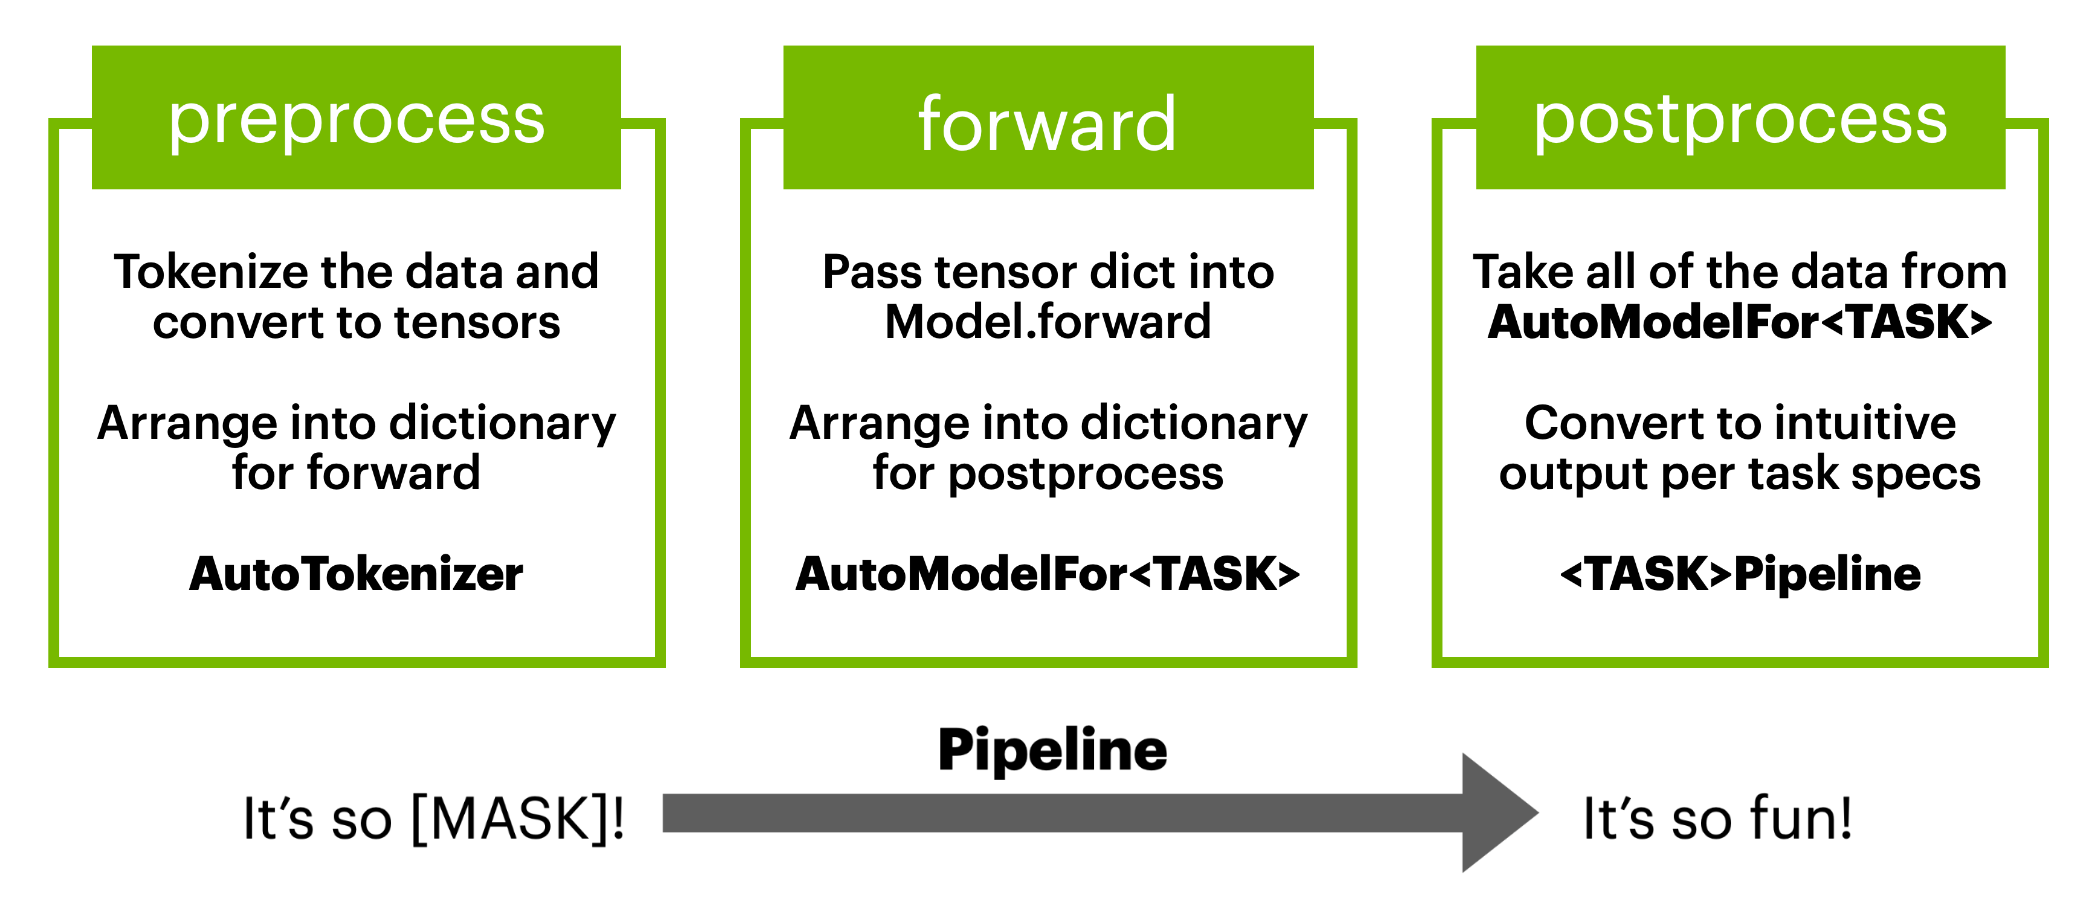 preprocess
Tokenize the data and
convert to tensors
Arrange into dictionary
for forward
AutoTokenizer
forward
Pass tensor dict into
Model.forward
Arrange into dictionary
for postprocess
AutoModelFor<TASK>
postprocess
Take all of the data from
AutoModelFor<TASK>
Convert to intuitive
output per task specs
<TASK>Pipeline
Pipeline
It’s so [MASK]!
It’s so fun!